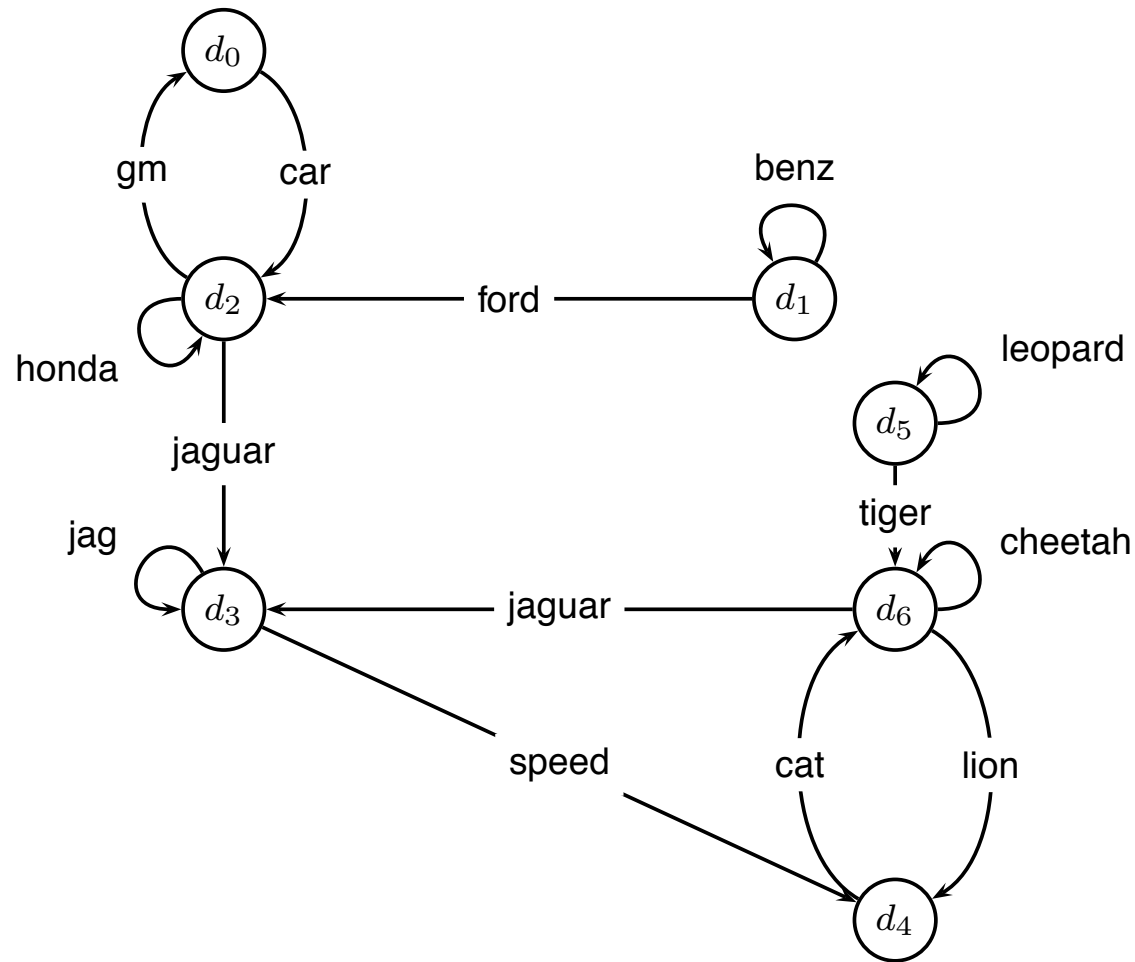 d0
gm
car
benz
d2
ford
d1
honda
leopard
d5
jaguar
tiger
jag
cheetah
d3
jaguar
d6
speed
cat
lion
d4